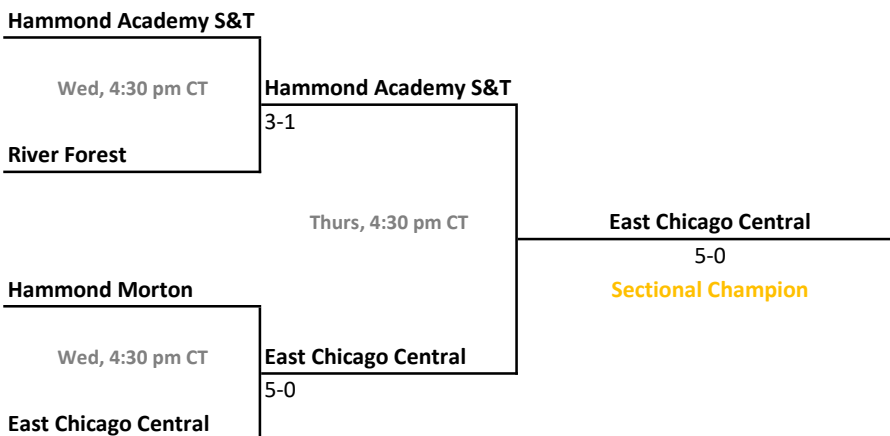 Hammond Academy S&T
Wed, 4:30 pm CT
Hammond Academy S&T
3-1
River Forest
Thurs, 4:30 pm CT
East Chicago Central
5-0
Hammond Morton
Sectional Champion
Wed, 4:30 pm CT
East Chicago Central
5-0
East Chicago Central